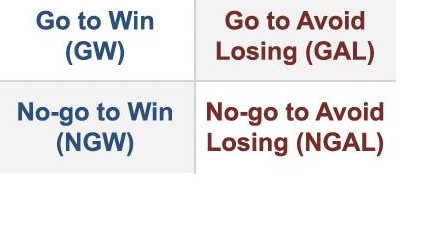 Go to Win
(GW)
Go to Avoid
Losing (GAL)
No-go to Win
(NGW)
No-go to Avoid
Losing (NGAL)